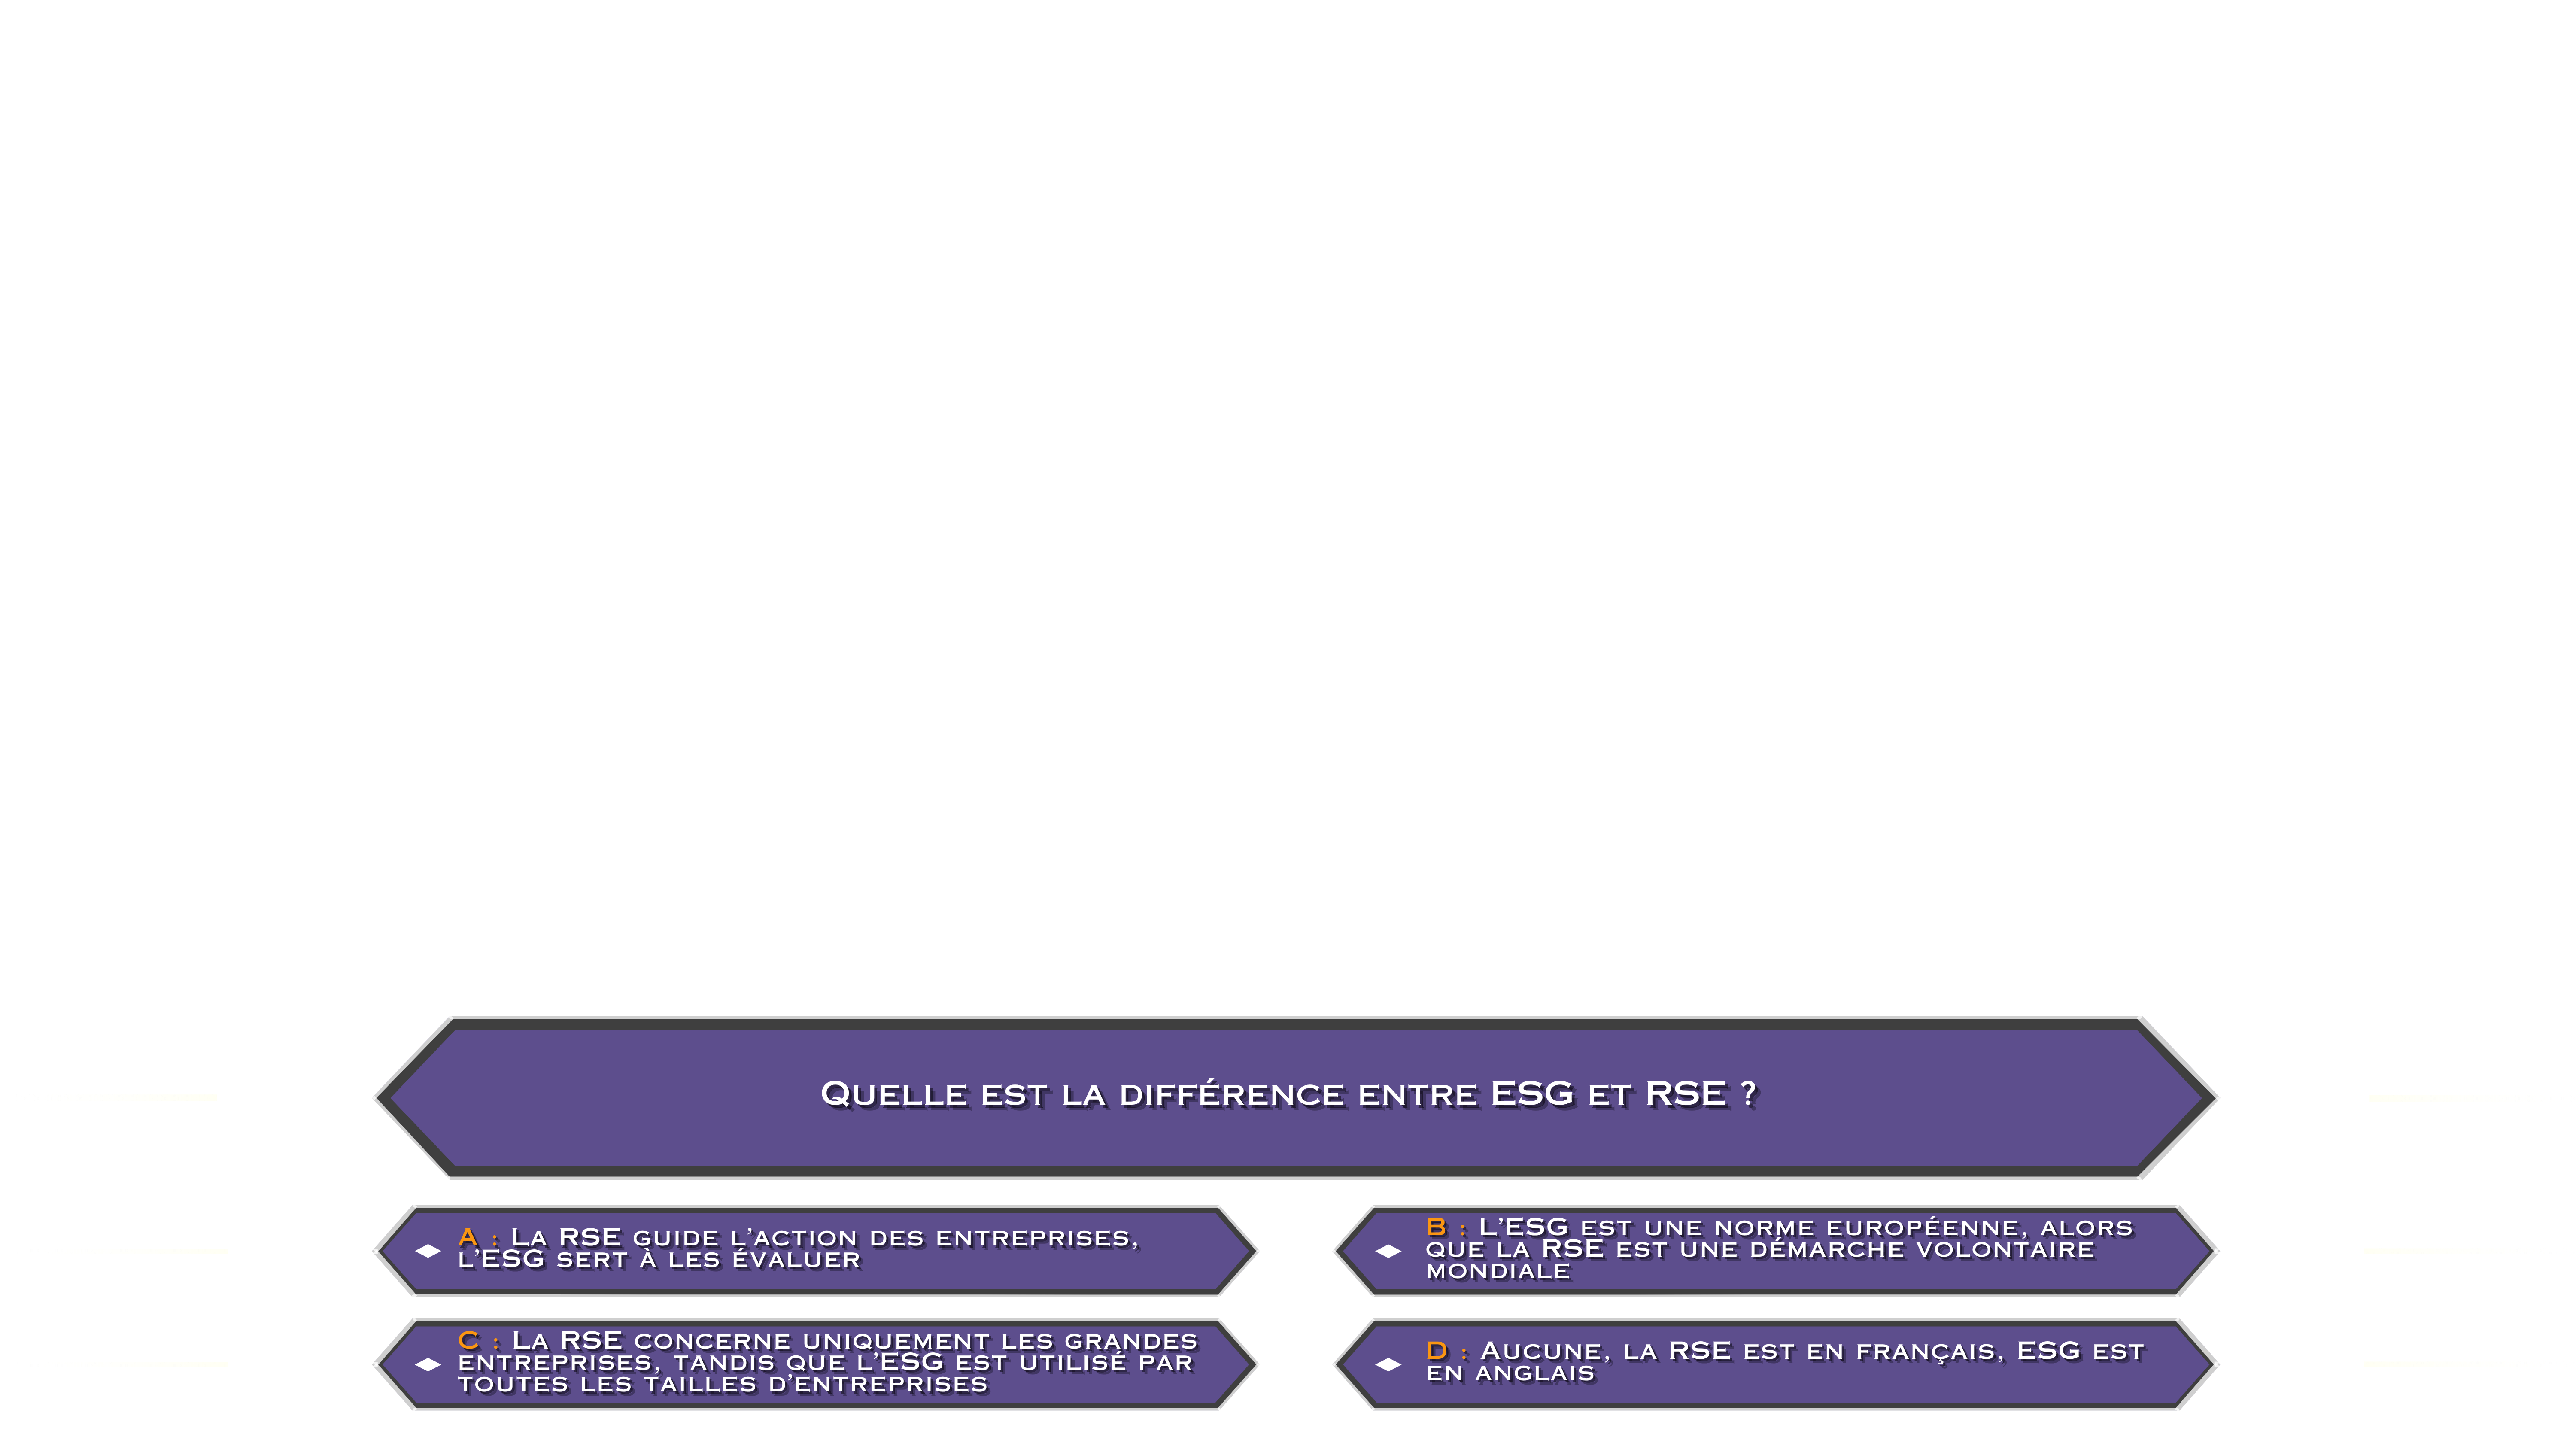 Quelle est la différence entre ESG et RSE ?
A : La RSE guide l’action des entreprises,
l’ESG sert à les évaluer
B : L’ESG est une norme européenne, alors
que la RSE est une démarche volontaire
mondiale
C : La RSE concerne uniquement les grandes
entreprises, tandis que l’ESG est utilisé par
toutes les tailles d’entreprises
D : Aucune, la RSE est en français, ESG est
en anglais